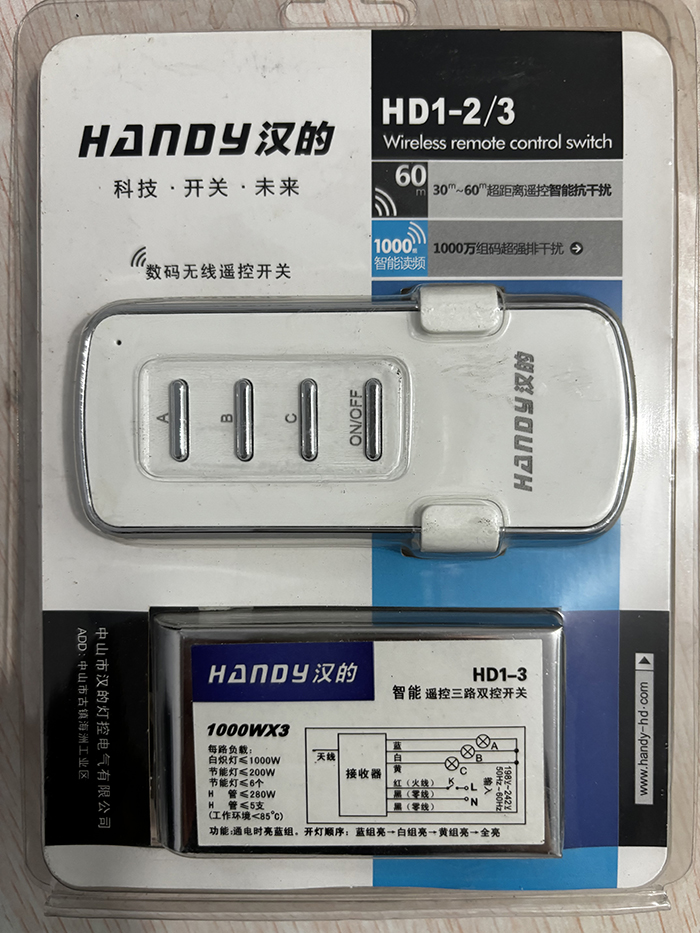 HANDY汉的
科技·开关·未来
数码无线遥控开关
HD1-2/3
Wireless remote control switch
60m
30m~60m超距离遥控智能抗干扰
1000组
智能读频
1000万组码超强排干扰
A
B
C
ON/OFF
HANDY汉的
中山市汉的灯控电气有限公司
ADD:中山市古镇海洲工业区
HANDY汉的
HD1-3
智能 遥控三路双控开关
1000WX3
每路负载:
白炽灯≤1000W
节能灯≤200W
节能灯≤6个
H 管≤280W
H 管≤5支
(工作环境<85℃)
天线
接收器
蓝
白
黄
红(火线)
黑(零线)
黑(零线)
A
B
C
K
L
N
输入
198V~242V
50Hz~60Hz
功能:通电时亮蓝组。开灯顺序:蓝组亮→白组亮→黄组亮→全亮
www.handy-hd.com